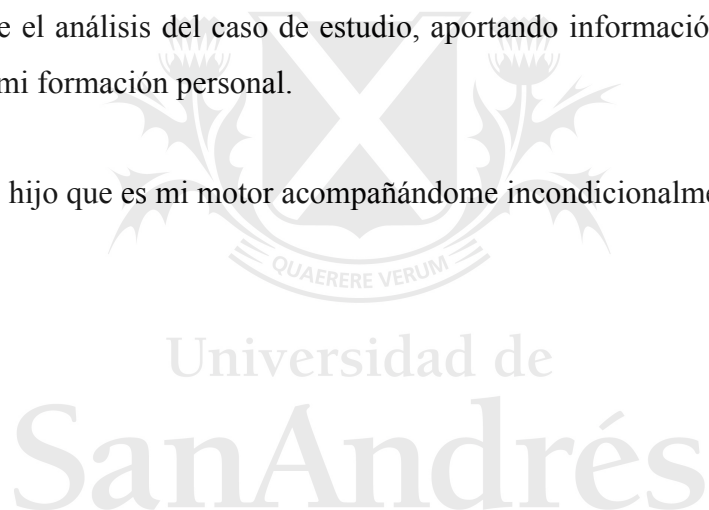 e el análisis del caso de estudio, aportando informació
mi formación personal.
hijo que es mi motor acompañándome incondicionalm
QUAERERE VERUM
Universidad de
SanAndrés